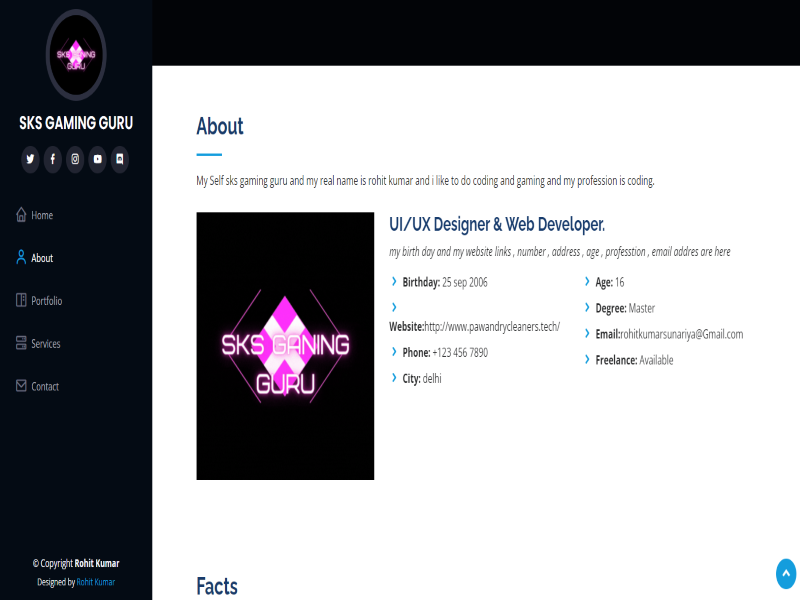 SKS GANING
GURU
SKS GAMING GURU
Home
About
Portfolio
Services
Contact
© Copyright Rohit Kumar
Designed by Rohit Kumar
About
My Self sks gaming guru and my real name is rohit kumar and i like to do coding and gaming and my profession is coding.
SKS GANING
GURU
UI/UX Designer & Web Developer.
my birth day and my website links , number , address , age , professtion , email addres are here
Birthday: 25 sep 2006
Website:http://www.pawandrycleaners.tech/
Phone: +123 456 7890
City: delhi
Age: 16
Degree: Master
Email:rohitkumarsunariya@Gmail.com
Freelance: Available
Facts